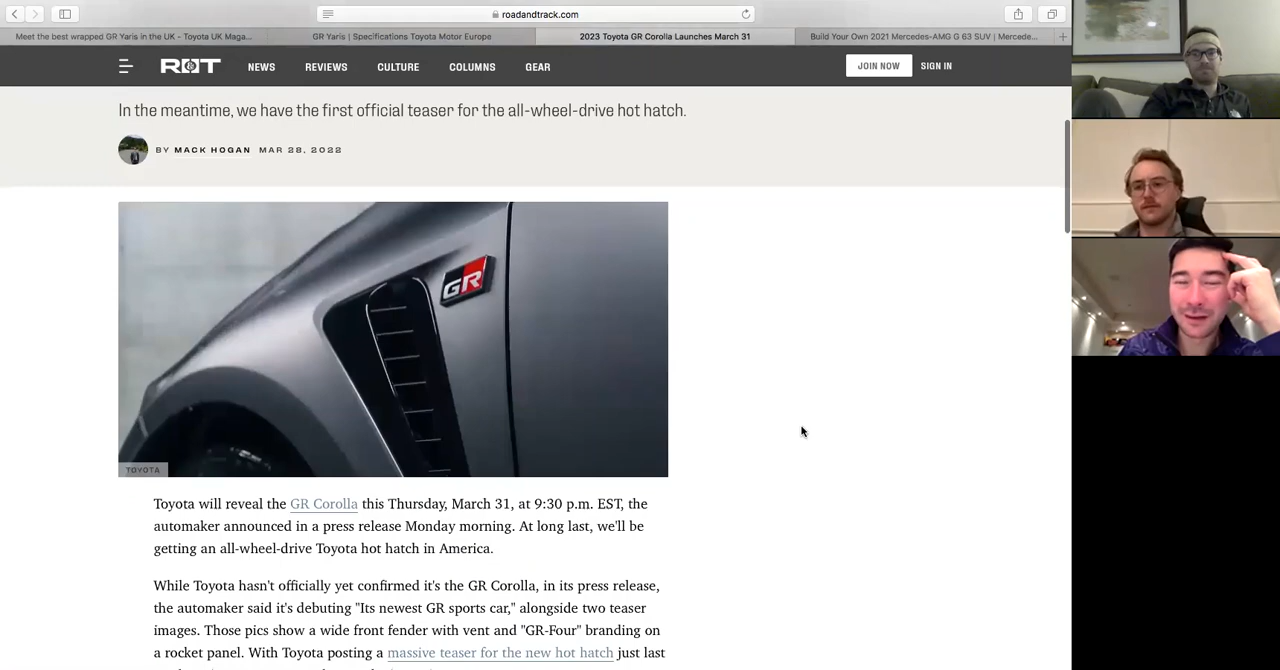 roadandtrack.com
Meet the best wrapped GR Yaris in the UK - Toyota UK Maga...
GR Yaris | Specifications Toyota Motor Europe
2023 Toyota GR Corolla Launches March 31
Build Your Own 2021 Mercedes-AMG G 63 SUV | Mercede...
R&T
NEWS
REVIEWS
CULTURE
COLUMNS
GEAR
JOIN NOW
SIGN IN
In the meantime, we have the first official teaser for the all-wheel-drive hot hatch.
BY MACK HOGAN MAR 28, 2022
GR
TOYOTA
Toyota will reveal the GR Corolla this Thursday, March 31, at 9:30 p.m. EST, the
automaker announced in a press release Monday morning. At long last, we'll be
getting an all-wheel-drive Toyota hot hatch in America.
While Toyota hasn't officially yet confirmed it's the GR Corolla, in its press release,
the automaker said it's debuting "Its newest GR sports car," alongside two teaser
images. Those pics show a wide front fender with vent and "GR-Four" branding on
a rocket panel. With Toyota posting a massive teaser for the new hot hatch just last